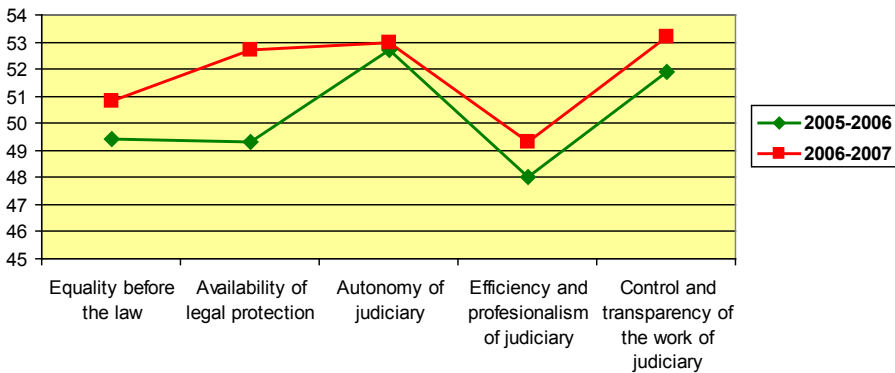 54
53
52
51
50
49
48
47
46
45
Equality before
the law
Availability of
legal protection
Autonomy of
judiciary
Efficiency and
profesionalism
of judiciary
Control and
transparency of
the work of
judiciary
2005-2006
2006-2007